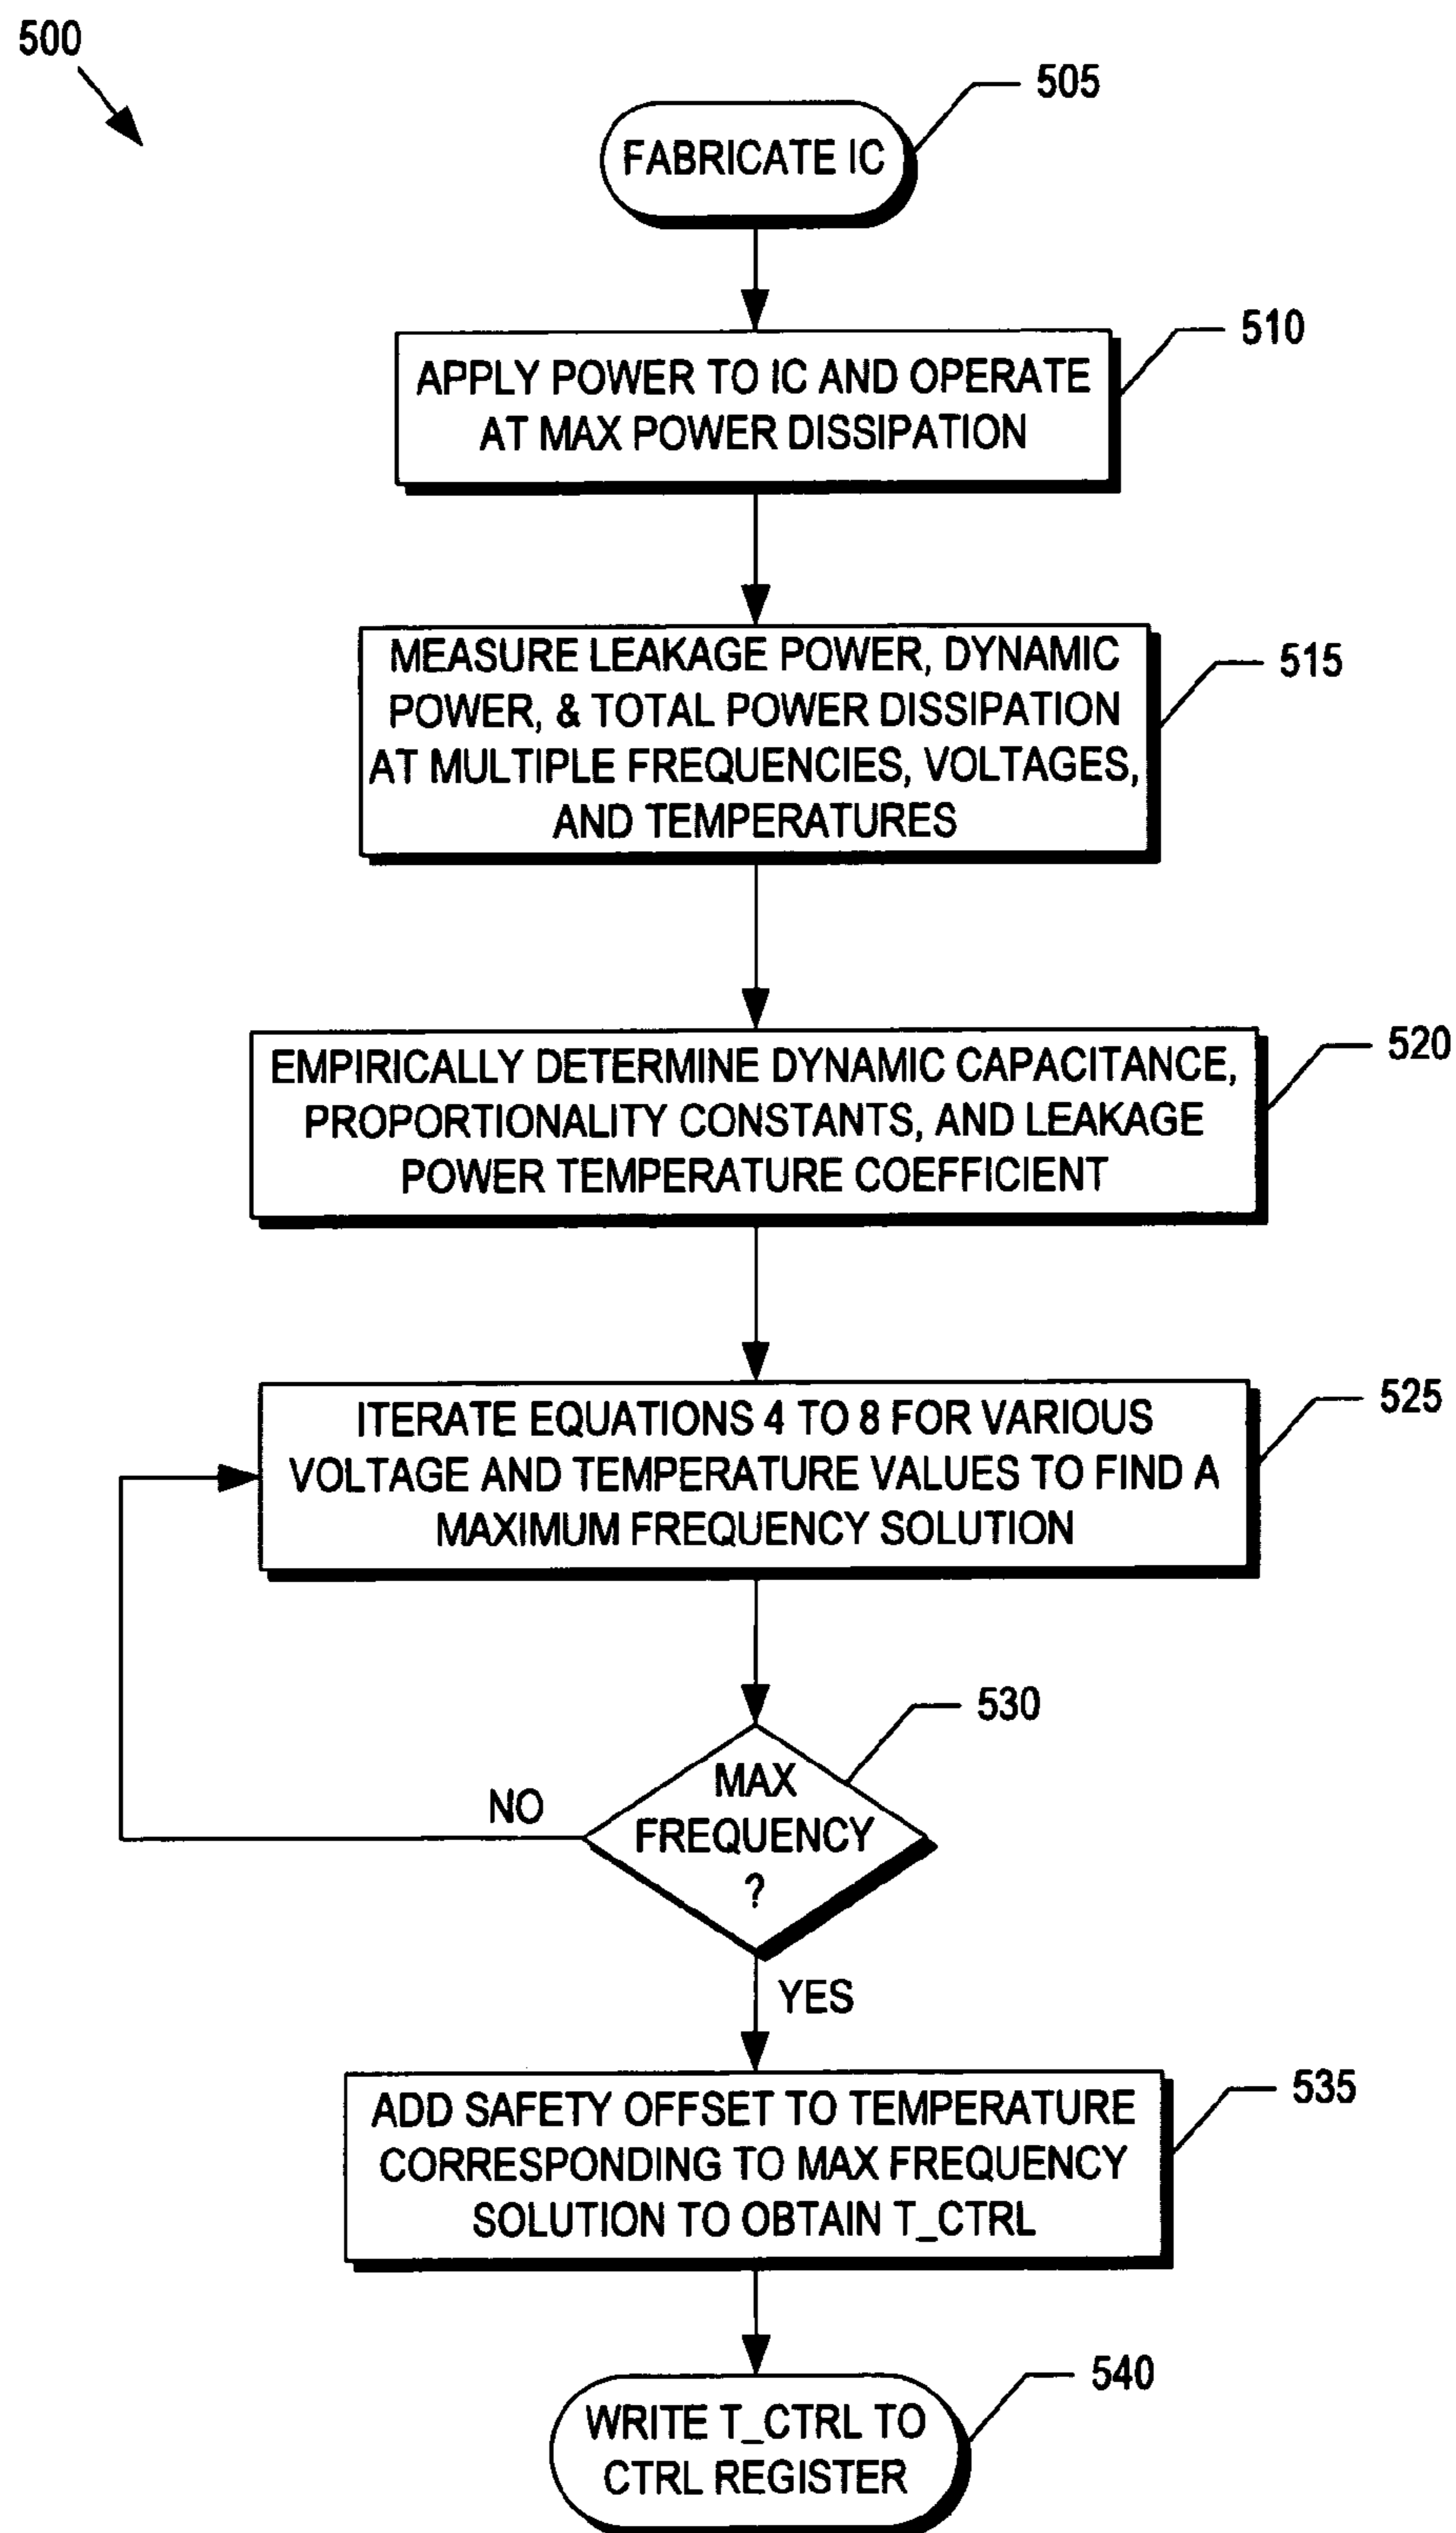 500
505
FABRICATE IC
510
APPLY POWER TO IC AND OPERATE
AT MAX POWER DISSIPATION
515
MEASURE LEAKAGE POWER, DYNAMIC
POWER, & TOTAL POWER DISSIPATION
AT MULTIPLE FREQUENCIES, VOLTAGES,
AND TEMPERATURES
520
EMPIRICALLY DETERMINE DYNAMIC CAPACITANCE,
PROPORTIONALITY CONSTANTS, AND LEAKAGE
POWER TEMPERATURE COEFFICIENT
525
ITERATE EQUATIONS 4 TO 8 FOR VARIOUS
VOLTAGE AND TEMPERATURE VALUES TO FIND A
MAXIMUM FREQUENCY SOLUTION
530
MAX
FREQUENCY
?
NO
YES
535
ADD SAFETY OFFSET TO TEMPERATURE
CORRESPONDING TO MAX FREQUENCY
SOLUTION TO OBTAIN T_CTRL
540
WRITE T_CTRL TO
CTRL REGISTER